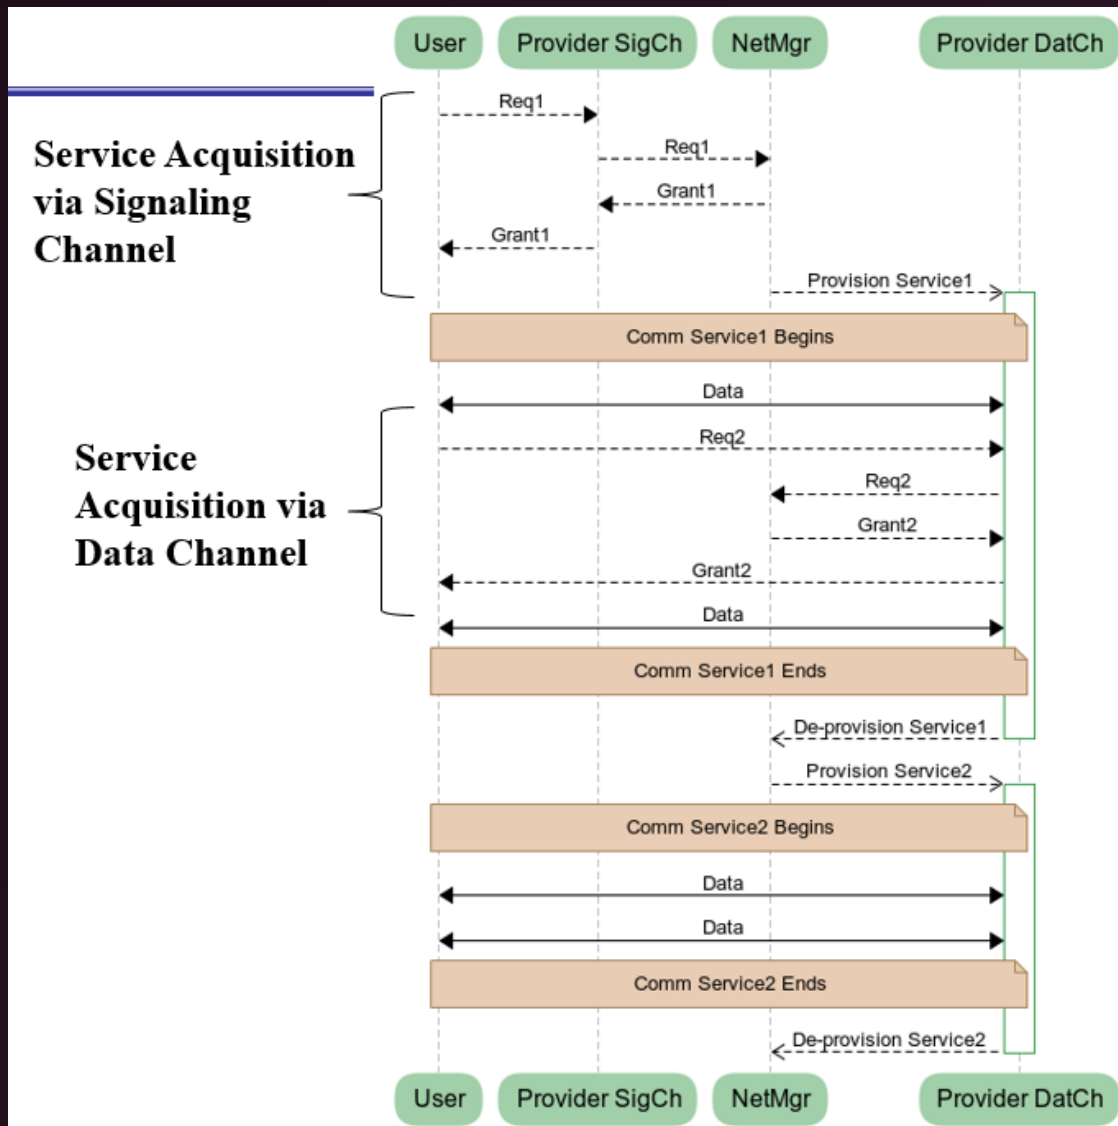 User
Provider SigCh
NetMgr
Provider DatCh
Service Acquisition
via Signaling
Channel
Req1
Req1
Grant1
Grant1
Provision Service1
Comm Service1 Begins
Service
Acquisition via
Data Channel
Data
Req2
Req2
Grant2
Grant2
Data
Comm Service1 Ends
De-provision Service1
Provision Service2
Comm Service2 Begins
Data
Data
Comm Service2 Ends
De-provision Service2
User
Provider SigCh
NetMgr
Provider DatCh